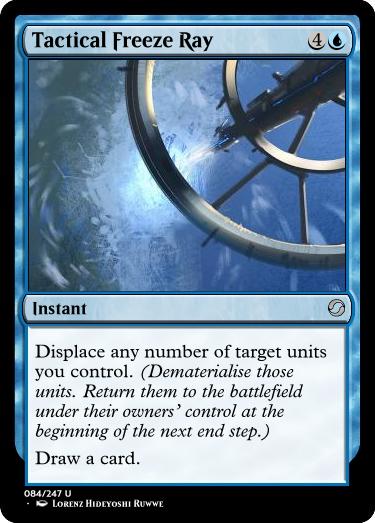 Tactical Freeze Ray 4
Instant
Displace any number of target units
you control. (Dematerialise those
units. Return them to the battlefield
under their owners' control at the
beginning of the next end step.)
Draw a card.
084/247 U
· Lorenz Hideyoshi Ruwwe